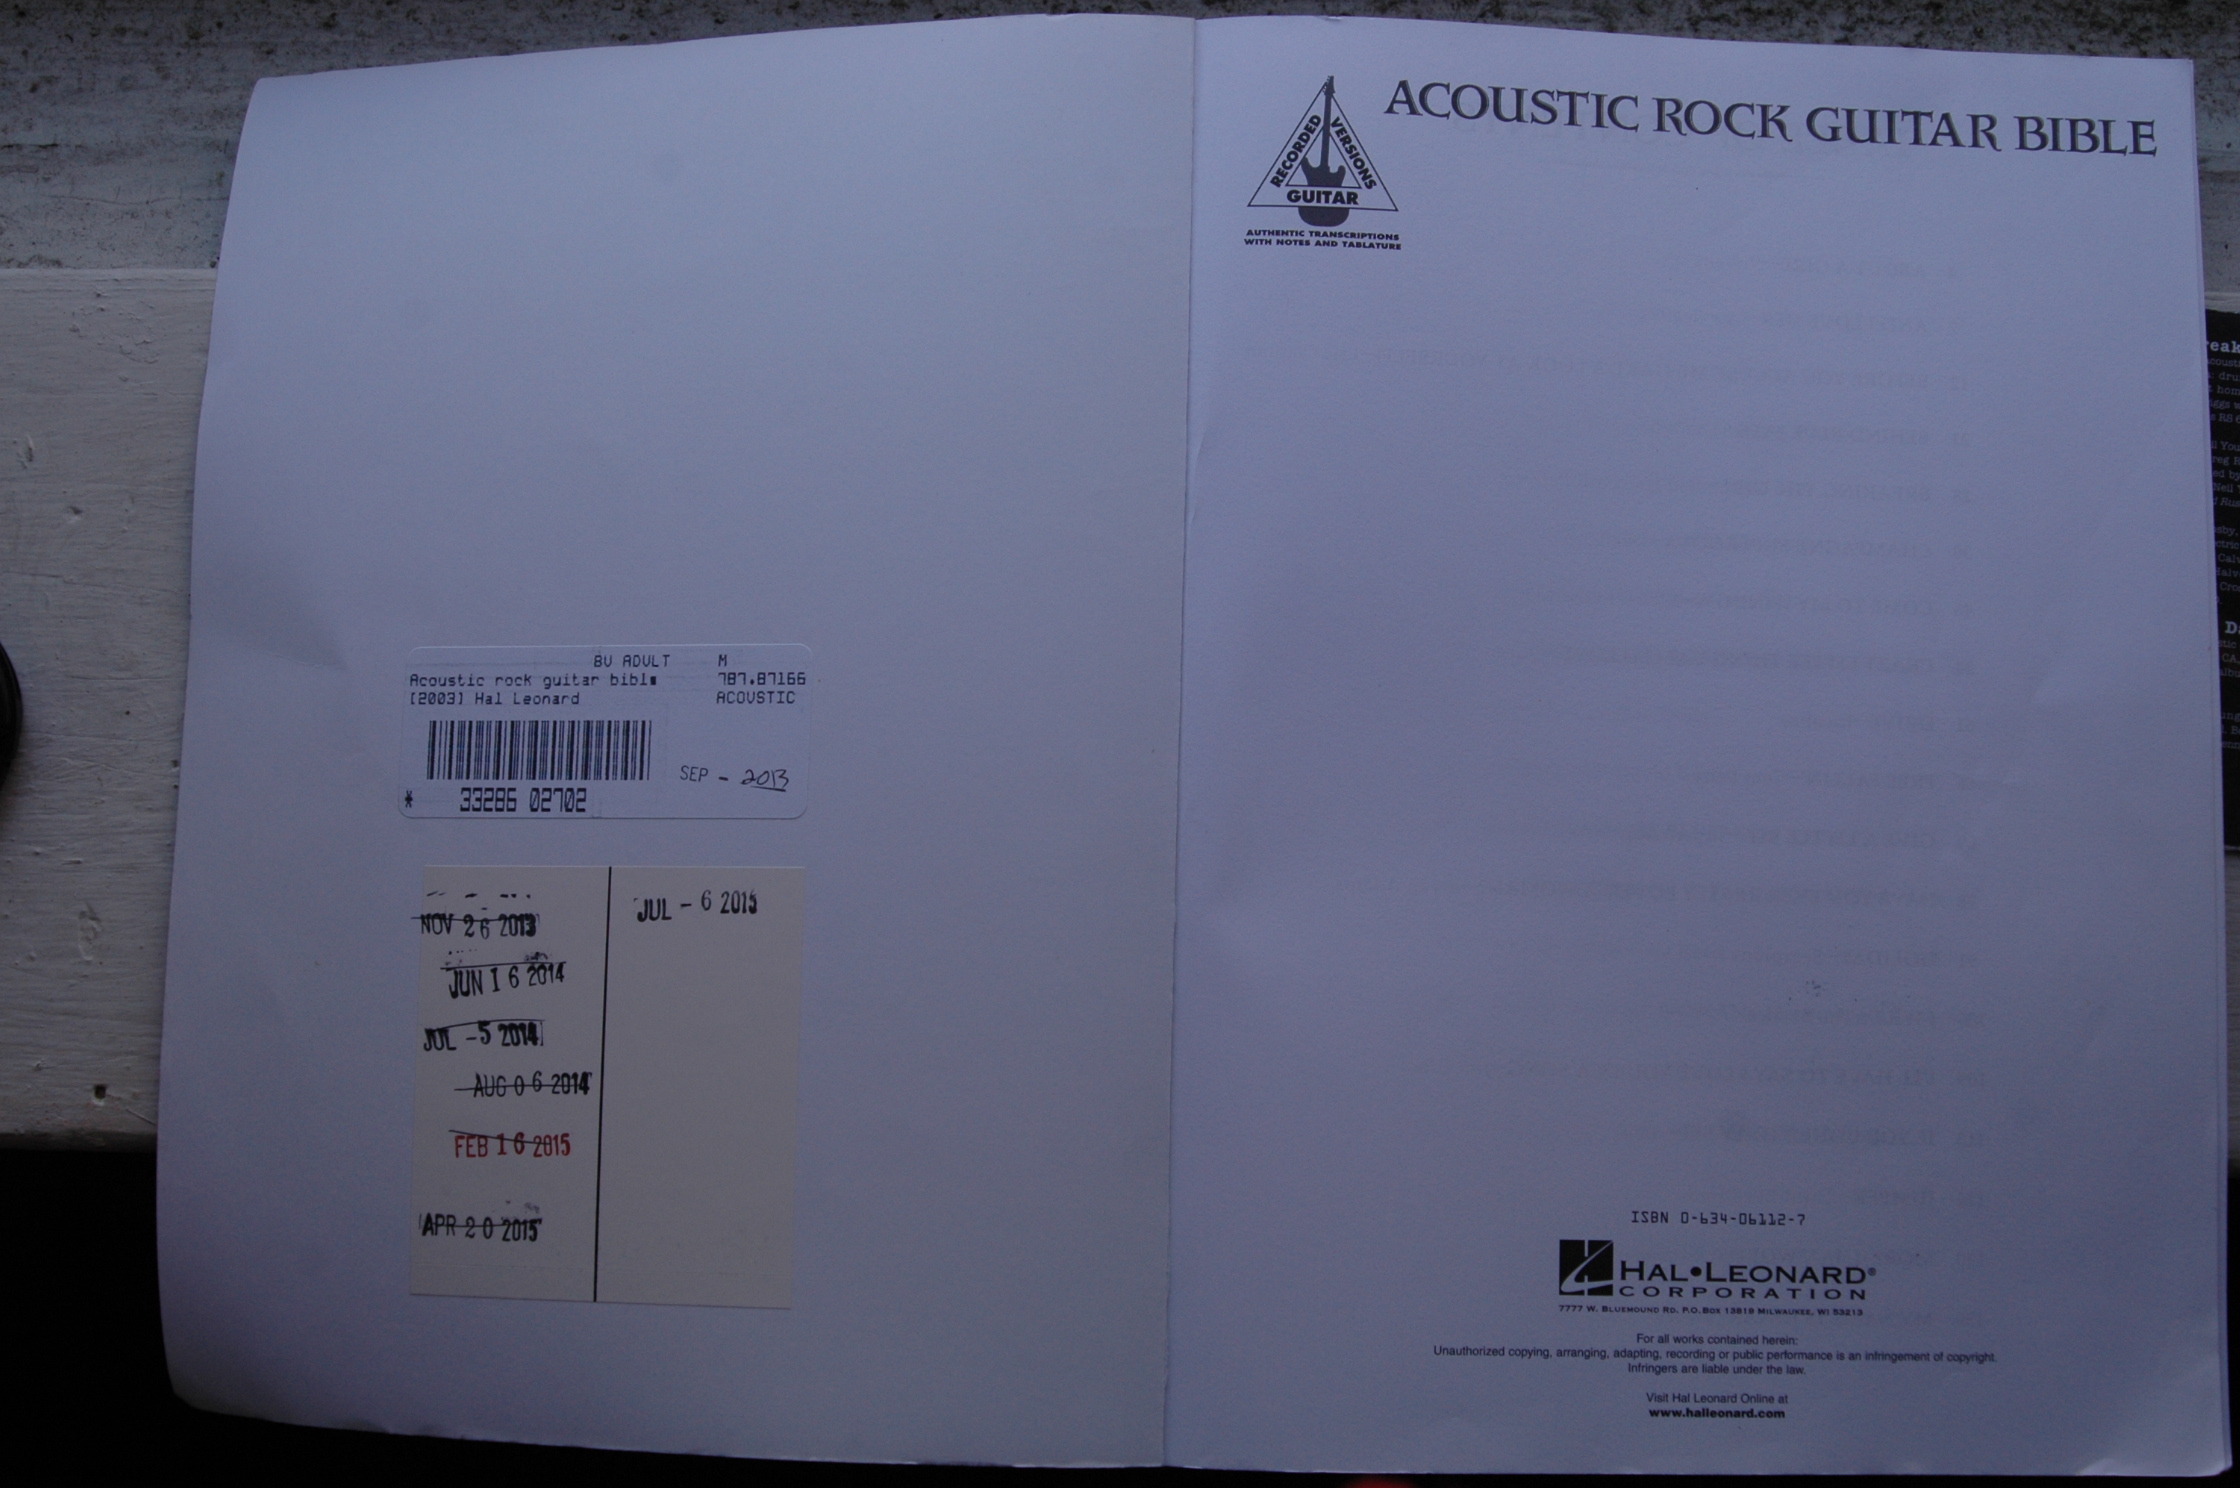 BV ADULT M
Acoustic rock guitar bible 787.87166
[2003] Hal Leonard ACOUSTIC
SEP - 2013
* 33286 02702
NOV 26 2013
JUN 16 2014
JUL -5 2014
AUG 06 2014
FEB 16 2015
APR 20 2015
JUL - 6 2015
ACOUSTIC ROCK GUITAR BIBLE
RECORDED VERSIONS
GUITAR
AUTHENTIC TRANSCRIPTIONS
WITH NOTES AND TABLATURE
ISBN 0-634-06112-7
HAL•LEONARD®
CORPORATION
7777 W. BLUEMOUND RD. P.O. BOX 13819 MILWAUKEE, WI 53213
For all works contained herein:
Unauthorized copying, arranging, adapting, recording or public performance is an infringement of copyright.
Infringers are liable under the law.
Visit Hal Leonard Online at
www.halleonard.com